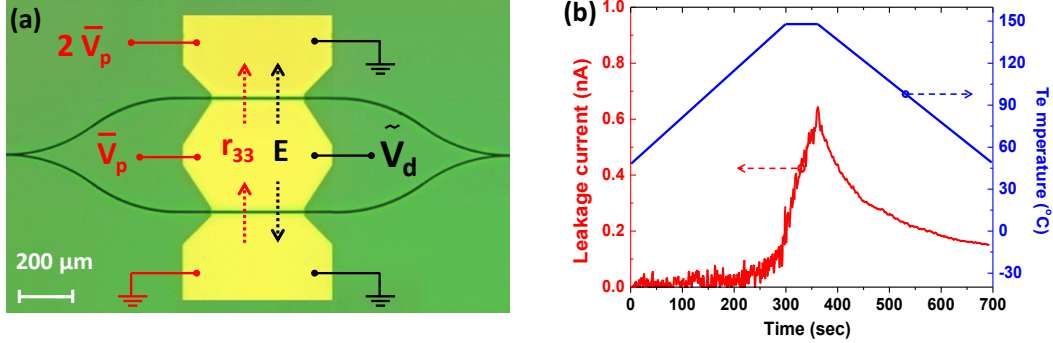 (a)
2 V̅p
V̅p
r33
E
Ṽd
200 μm
(b)
Leakage current (nA)
1.0
0.8
0.6
0.4
0.2
0.0
0
100
200
300
400
500
600
700
Time (sec)
150
120
90
60
30
0
-30
Te mperature (°C)